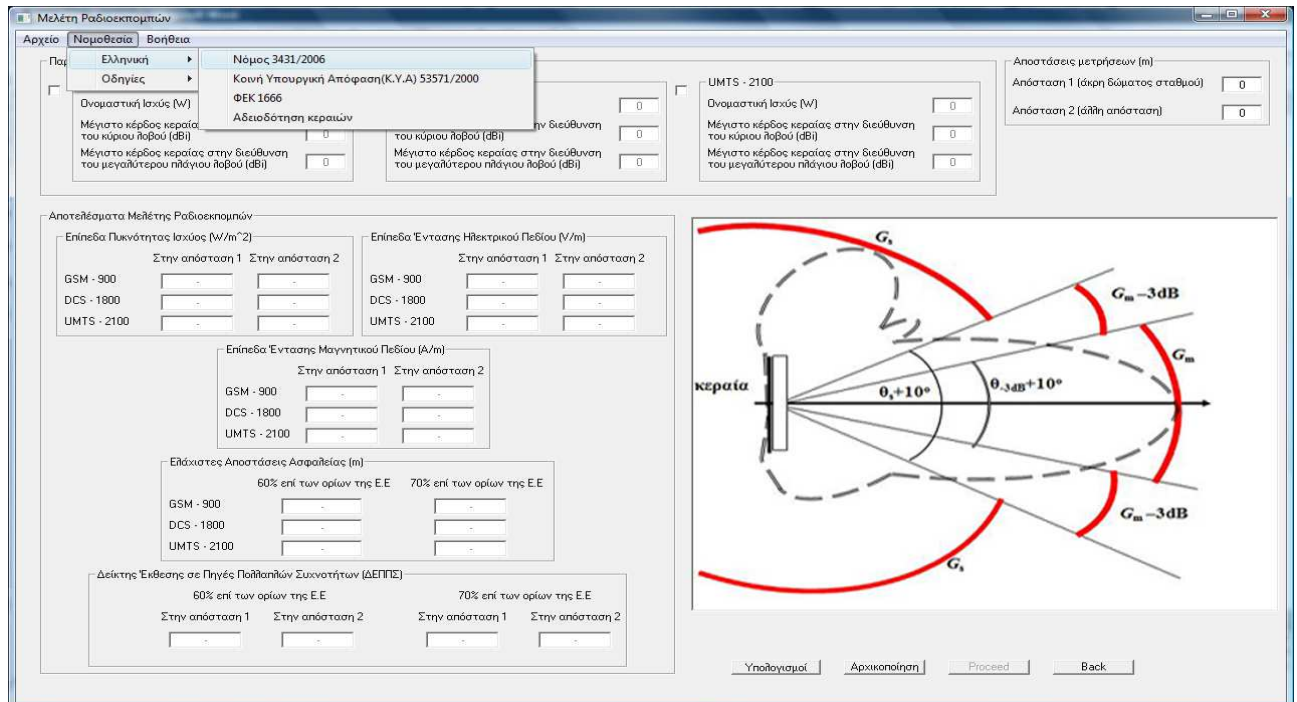 Μελέτη Ραδιοεκπομπών
Αρχείο Νομοθεσία Βοήθεια
Ελληνική
Οδηγίες
Νόμος 3431/2006
Κοινή Υπουργική Απόφαση(Κ.Υ.Α) 53571/2000
ΦΕΚ 1666
Αδειοδότηση κεραιών
Ονομαστική Ισχύς (W)
Μέγιστο κέρδος κεραία
του κύριου λοβού (dBi)
0
Μέγιστο κέρδος κεραίας στην διεύθυνση
του μεγαλύτερου πλάγιου λοβού (dBi)
0
0
ην διεύθυνση
του κύριου λοβού (dBi)
0
Μέγιστο κέρδος κεραίας στην διεύθυνση
του μεγαλύτερου πλάγιου λοβού (dBi)
0
UMTS - 2100
Ονομαστική Ισχύς (W)
0
Μέγιστο κέρδος κεραίας στην διεύθυνση
του κύριου λοβού (dBi)
0
Μέγιστο κέρδος κεραίας στην διεύθυνση
του μεγαλύτερου πλάγιου λοβού (dBi)
0
Αποστάσεις μετρήσεων (m)
Απόσταση 1 (άκρη δώματος σταθμού) 0
Απόσταση 2 (άλλη απόσταση) 0
Αποτελέσματα Μελέτης Ραδιοεκπομπών
Επίπεδα Πυκνότητας Ισχύος (W/m^2)
Στην απόσταση 1 Στην απόσταση 2
GSM - 900 - -
DCS - 1800 - -
UMTS - 2100 - -
Επίπεδα Έντασης Ηλεκτρικού Πεδίου (V/m)
Στην απόσταση 1 Στην απόσταση 2
GSM - 900 - -
DCS - 1800 - -
UMTS - 2100 - -
Επίπεδα Έντασης Μαγνητικού Πεδίου (A/m)
Στην απόσταση 1 Στην απόσταση 2
GSM - 900 - -
DCS - 1800 - -
UMTS - 2100 - -
Ελάχιστες Αποστάσεις Ασφαλείας (m)
60% επί των ορίων της Ε.Ε 70% επί των ορίων της Ε.Ε
GSM - 900 - -
DCS - 1800 - -
UMTS - 2100 - -
Δείκτης Έκθεσης σε Πηγές Πολλαπλών Συχνοτήτων (ΔΕΠΠΣ)
60% επί των ορίων της Ε.Ε 70% επί των ορίων της Ε.Ε
Στην απόσταση 1 Στην απόσταση 2 Στην απόσταση 1 Στην απόσταση 2
- - - -
Gs
Gm–3dB
Gm
κεραία
θs+10º
θ-3dB+10º
Gm–3dB
Gs
Υπολογισμοί Αρχικοποίηση Proceed Back